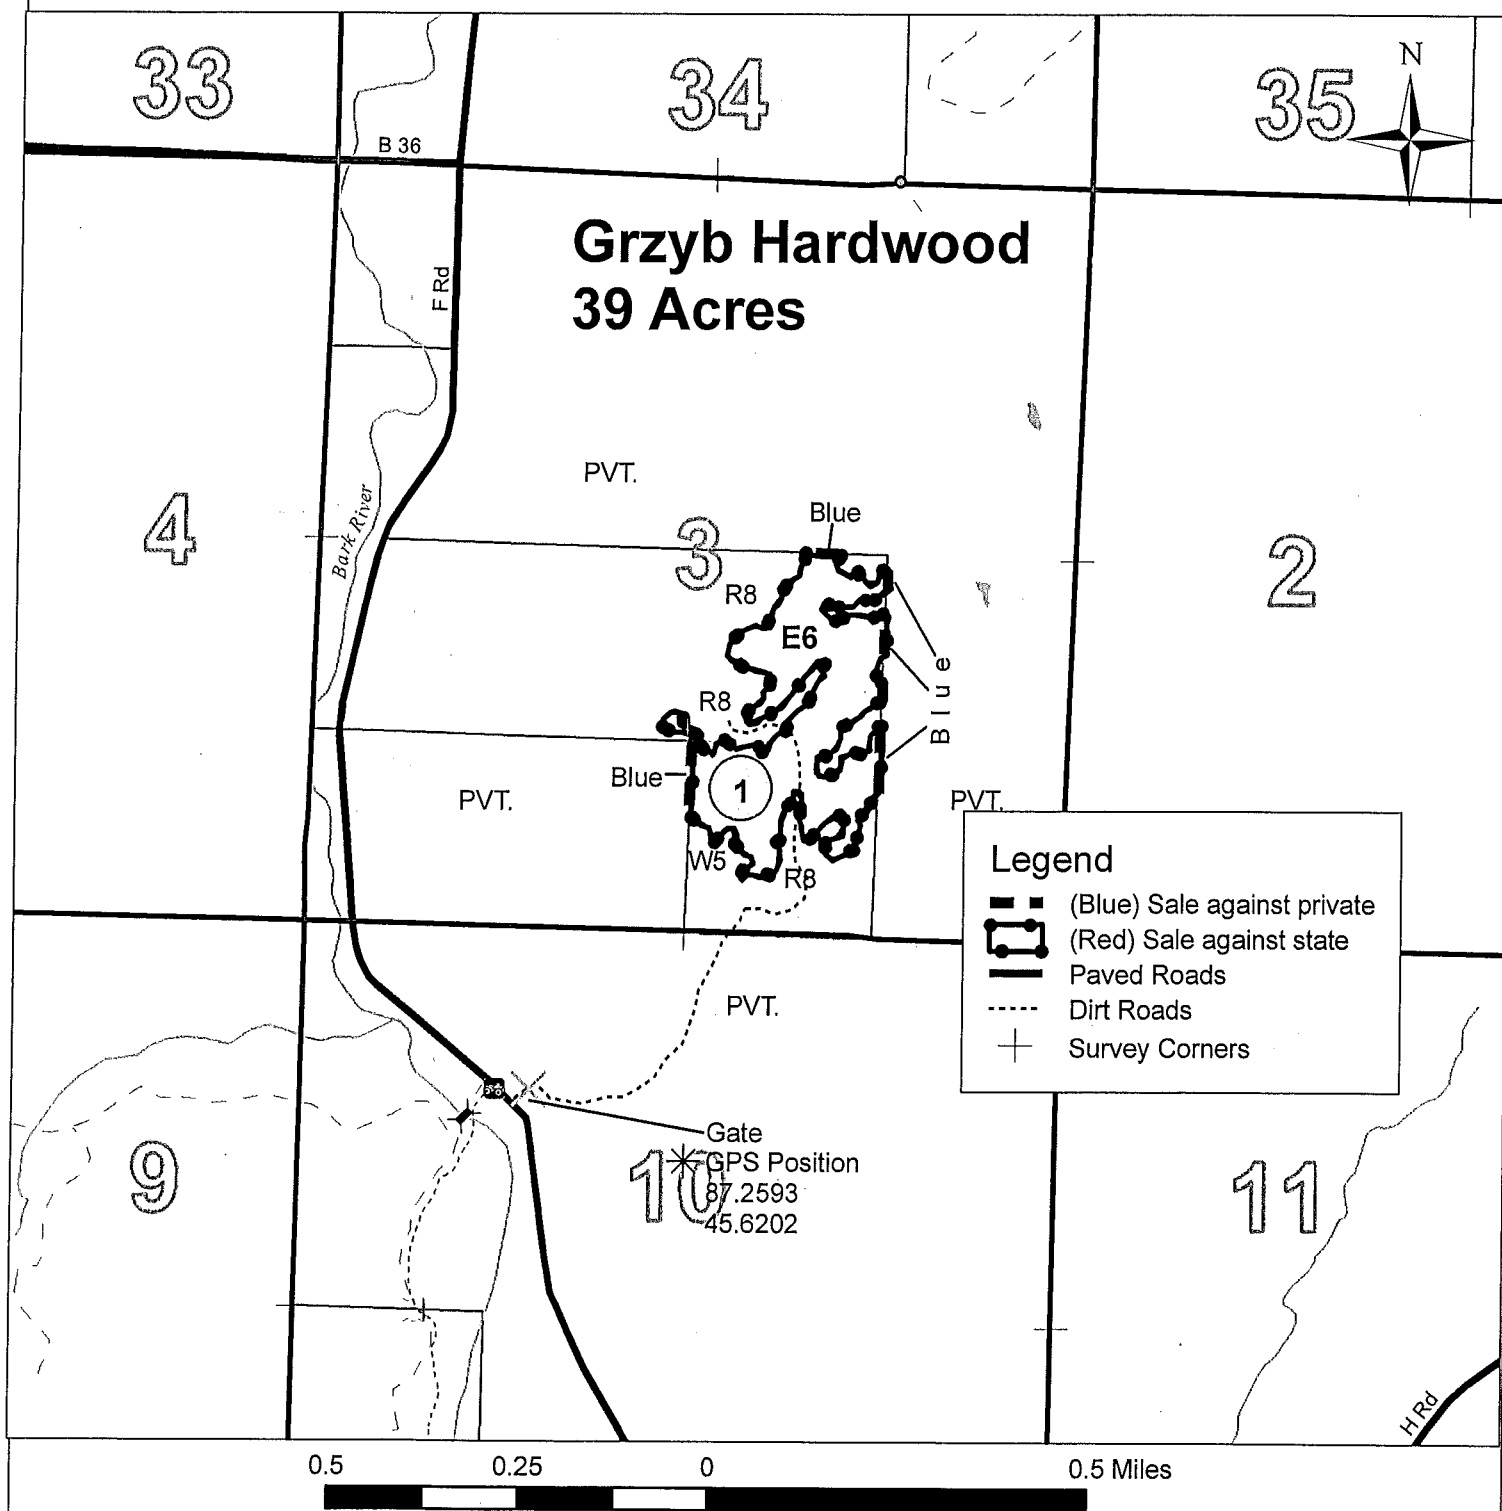 33
34
35
N
B 36
Grzyb Hardwood
39 Acres
F Rd
PVT.
Blue
4
3
2
Bark River
R8
E6
Blue
R8
Blue
1
PVT.
PVT.
W5
R8
Legend
(Blue) Sale against private
(Red) Sale against state
Paved Roads
Dirt Roads
Survey Corners
PVT.
Gate
GPS Position
87.2593
45.6202
9
10
11
H Rd
0.5 0.25 0 0.5 Miles